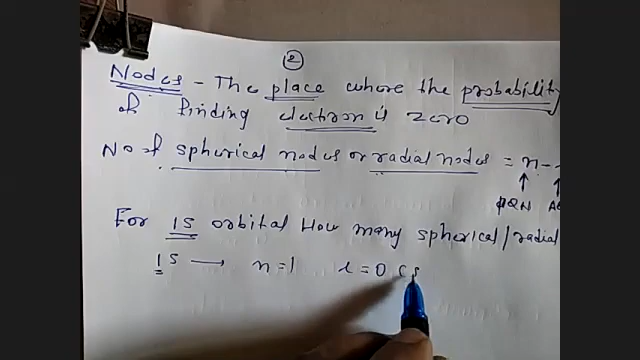 2
Nodes - The place where the probability
of finding electron is zero
No of spherical nodes or radial nodes = n -
PQN A
For 1S orbital How many spherical/radial
1S → n=1 l=0 (s